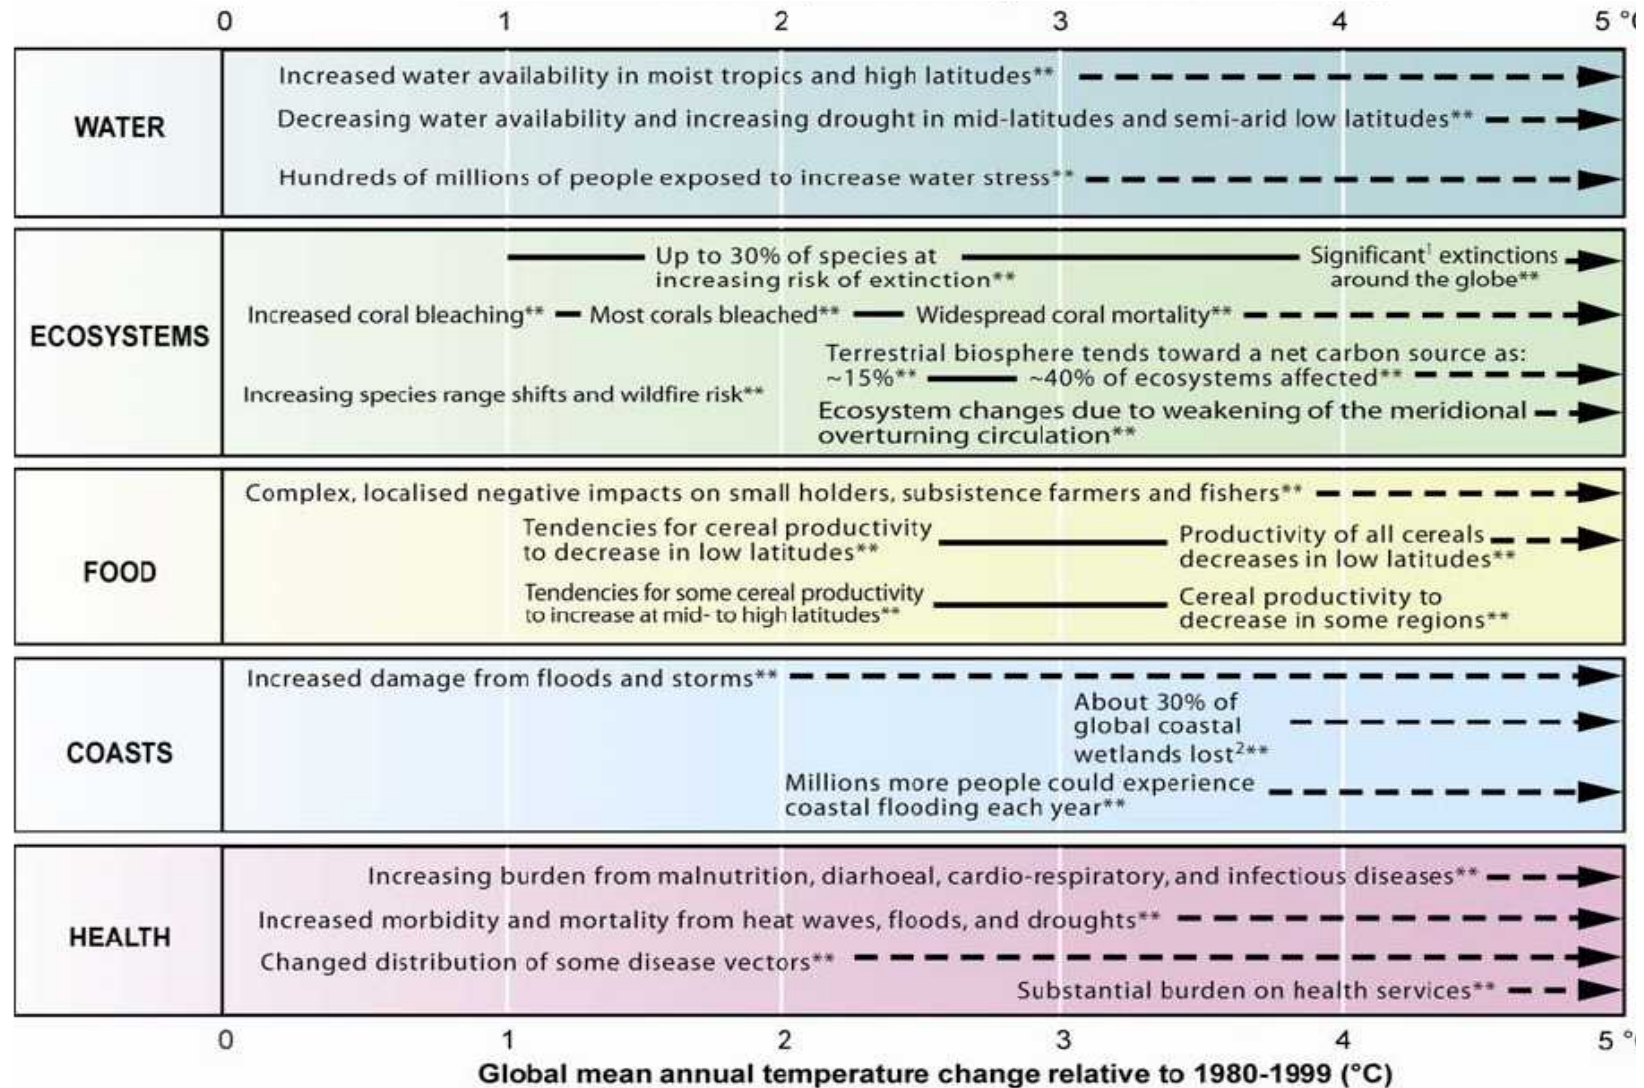 0 1 2 3 4 5 °
WATER
Increased water availability in moist tropics and high latitudes**
Decreasing water availability and increasing drought in mid-latitudes and semi-arid low latitudes**
Hundreds of millions of people exposed to increase water stress**
ECOSYSTEMS
Up to 30% of species at
increasing risk of extinction**
Significant¹ extinctions
around the globe**
Increased coral bleaching** Most corals bleached** Widespread coral mortality**
Terrestrial biosphere tends toward a net carbon source as:
~15%** ~40% of ecosystems affected**
Increasing species range shifts and wildfire risk**
Ecosystem changes due to weakening of the meridional
overturning circulation**
FOOD
Complex, localised negative impacts on small holders, subsistence farmers and fishers**
Tendencies for cereal productivity
to decrease in low latitudes**
Productivity of all cereals
decreases in low latitudes**
Tendencies for some cereal productivity
to increase at mid- to high latitudes**
Cereal productivity to
decrease in some regions**
COASTS
Increased damage from floods and storms**
About 30% of
global coastal
wetlands lost²**
Millions more people could experience
coastal flooding each year**
HEALTH
Increasing burden from malnutrition, diarhoeal, cardio-respiratory, and infectious diseases**
Increased morbidity and mortality from heat waves, floods, and droughts**
Changed distribution of some disease vectors**
Substantial burden on health services**
0 1 2 3 4 5 °
Global mean annual temperature change relative to 1980-1999 (°C)